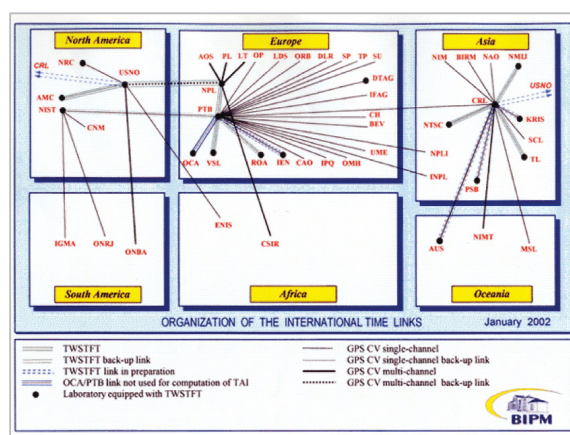 North America
Europe
Asia
CRL
NRC
USNO
AMC
NIST
CNM
AOS PL LT OP LDS ORB DLR SP TP SU
NPL
PTB
DTAG
IFAG
CH
BEV
UME
NPLI
INPL
OCA VSL ROA IEN CAO IPQ OMH
NIM BIRM NAO NMIJ
CRL
USNO
NTSC
KRIS
SCL
TL
PSB
IGMA ONRJ ONBA
ENIS
CSIR
AUS NIMT MSL
South America
Africa
Oceania
ORGANIZATION OF THE INTERNATIONAL TIME LINKS January 2002
TWSTFT
TWSTFT back-up link
TWSTFT link in preparation
OCA/PTB link not used for computation of TAI
Laboratory equipped with TWSTFT
GPS CV single-channel
GPS CV single-channel back-up link
GPS CV multi-channel
GPS CV multi-channel back-up link
BIPM